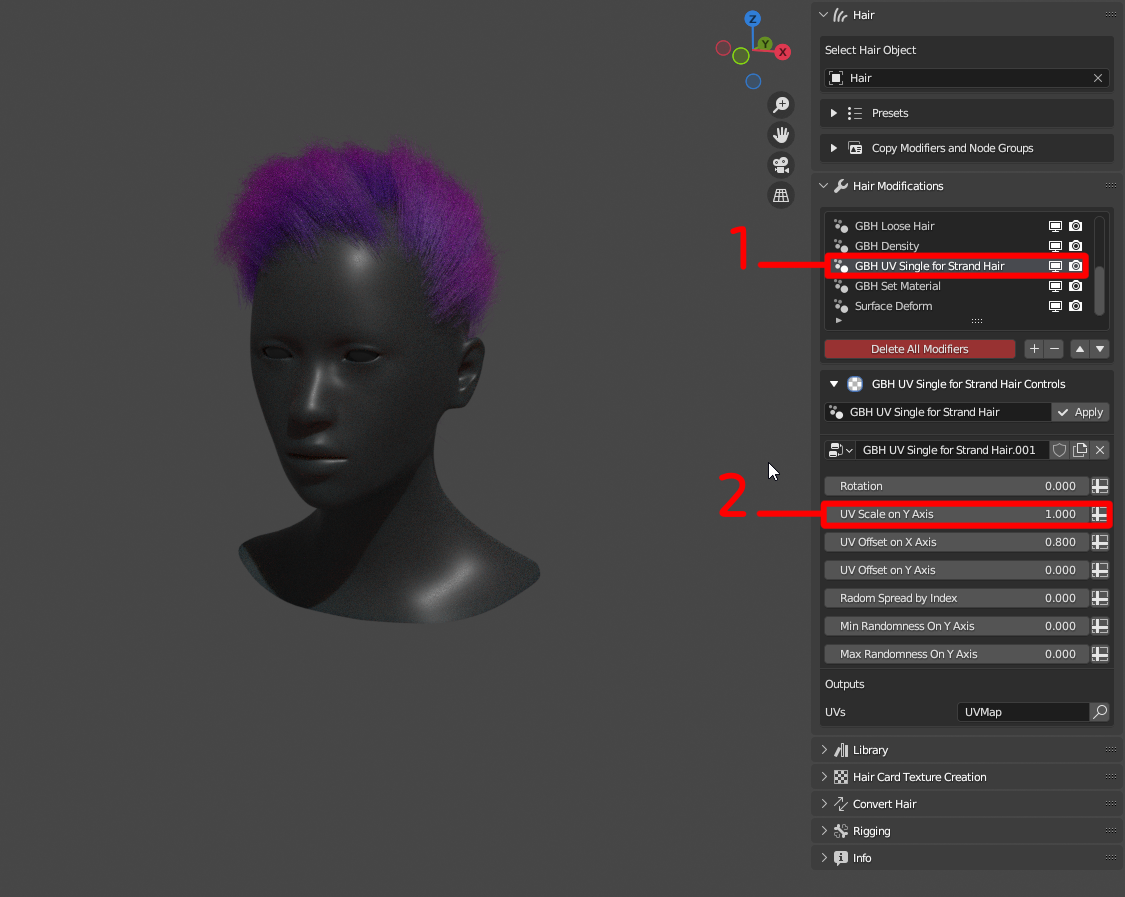 Z
Y
X
Hair
Select Hair Object
Hair
Presets
Copy Modifiers and Node Groups
Hair Modifications
GBH Loose Hair
GBH Density
1
GBH UV Single for Strand Hair
GBH Set Material
Surface Deform
Delete All Modifiers
GBH UV Single for Strand Hair Controls
GBH UV Single for Strand Hair Apply
GBH UV Single for Strand Hair.001
Rotation 0.000
2
UV Scale on Y Axis 1.000
UV Offset on X Axis 0.800
UV Offset on Y Axis 0.000
Radom Spread by Index 0.000
Min Randomness On Y Axis 0.000
Max Randomness On Y Axis 0.000
Outputs
UVs UVMap
Library
Hair Card Texture Creation
Convert Hair
Rigging
Info